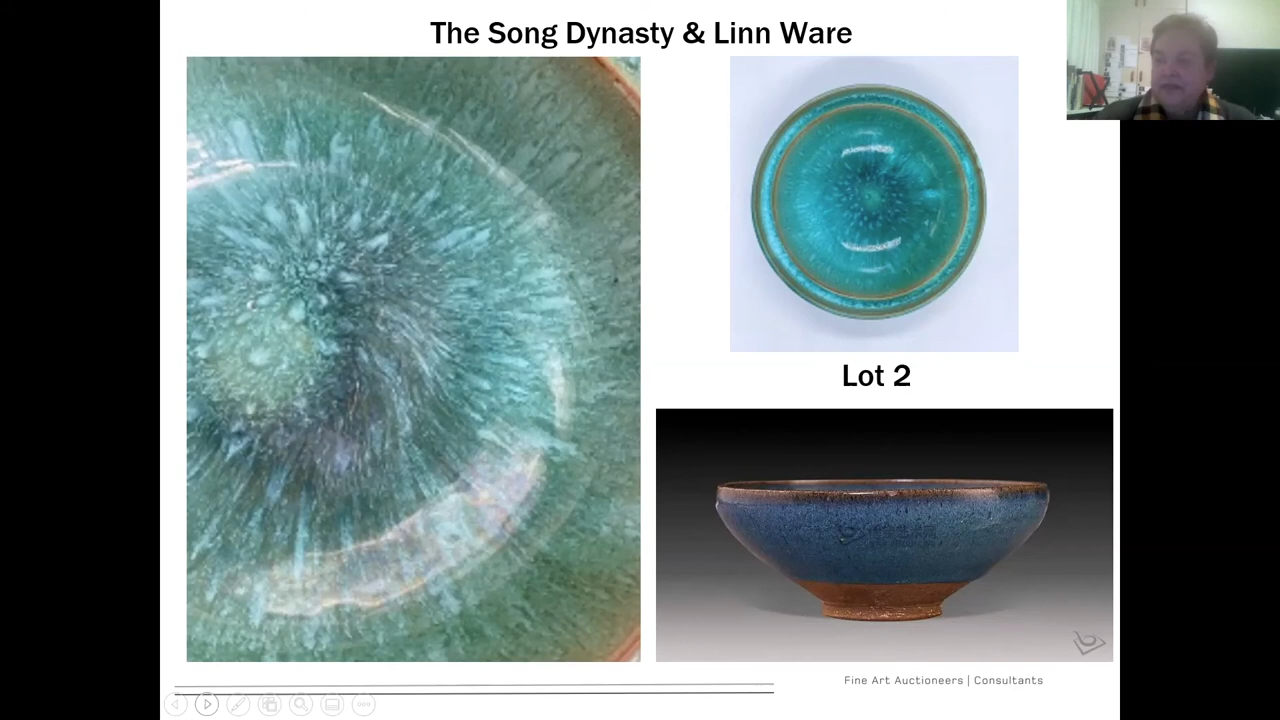 The Song Dynasty & Linn Ware
Lot 2
Fine Art Auctioneers | Consultants